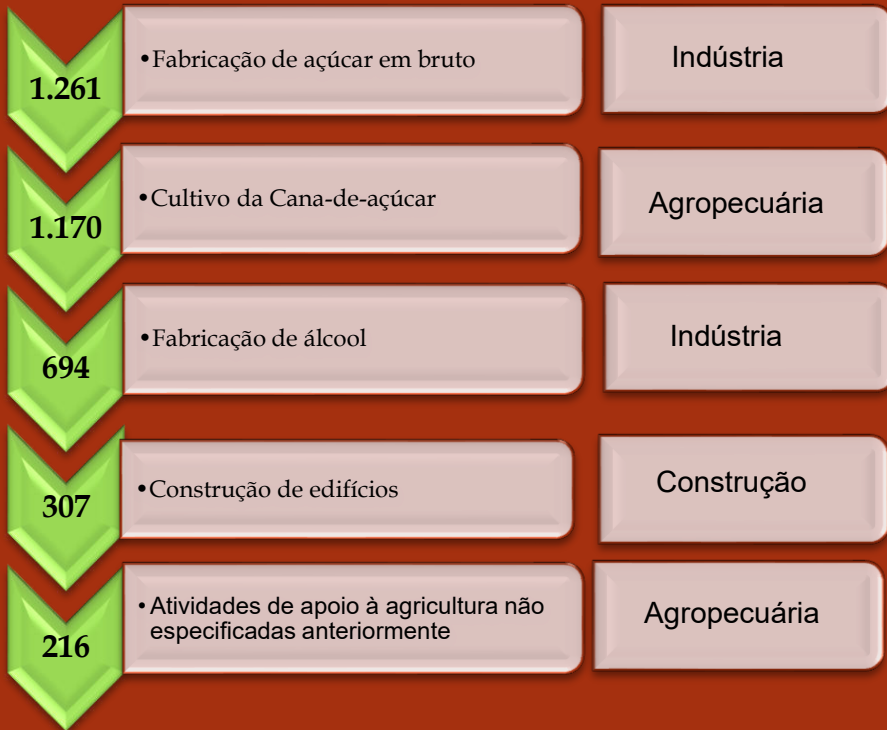 1.261
•Fabricação de açúcar em bruto
Indústria
1.170
•Cultivo da Cana-de-açúcar
Agropecuária
694
•Fabricação de álcool
Indústria
307
•Construção de edifícios
Construção
216
•Atividades de apoio à agricultura não
especificadas anteriormente
Agropecuária